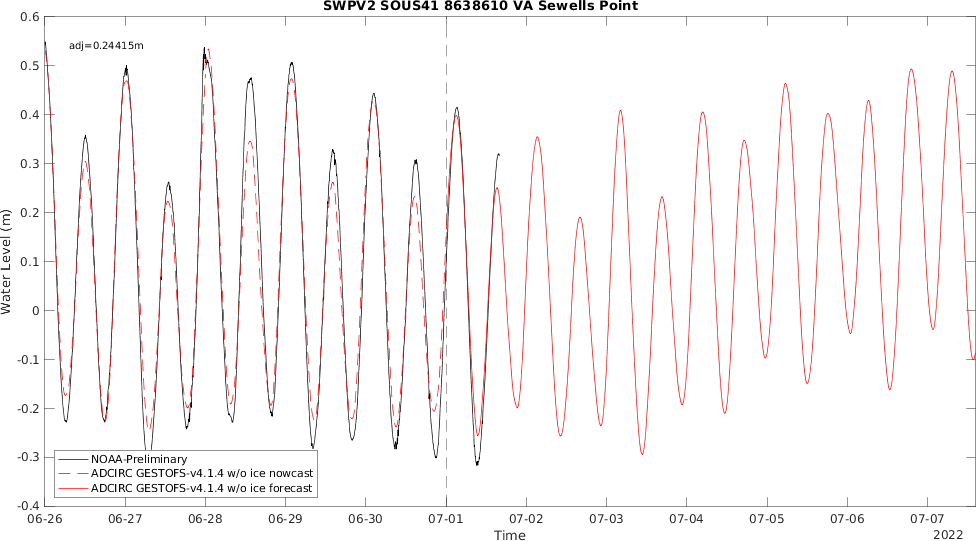 SWPV2 SOUS41 8638610 VA Sewells Point
adj=0.24415m
0.6
0.5
0.4
0.3
0.2
0.1
0
-0.1
-0.2
-0.3
-0.4
Water Level (m)
NOAA-Preliminary
ADCIRC GESTOFS-v4.1.4 w/o ice nowcast
ADCIRC GESTOFS-v4.1.4 w/o ice forecast
06-26 06-27 06-28 06-29 06-30 07-01 07-02 07-03 07-04 07-05 07-06 07-07
Time
2022